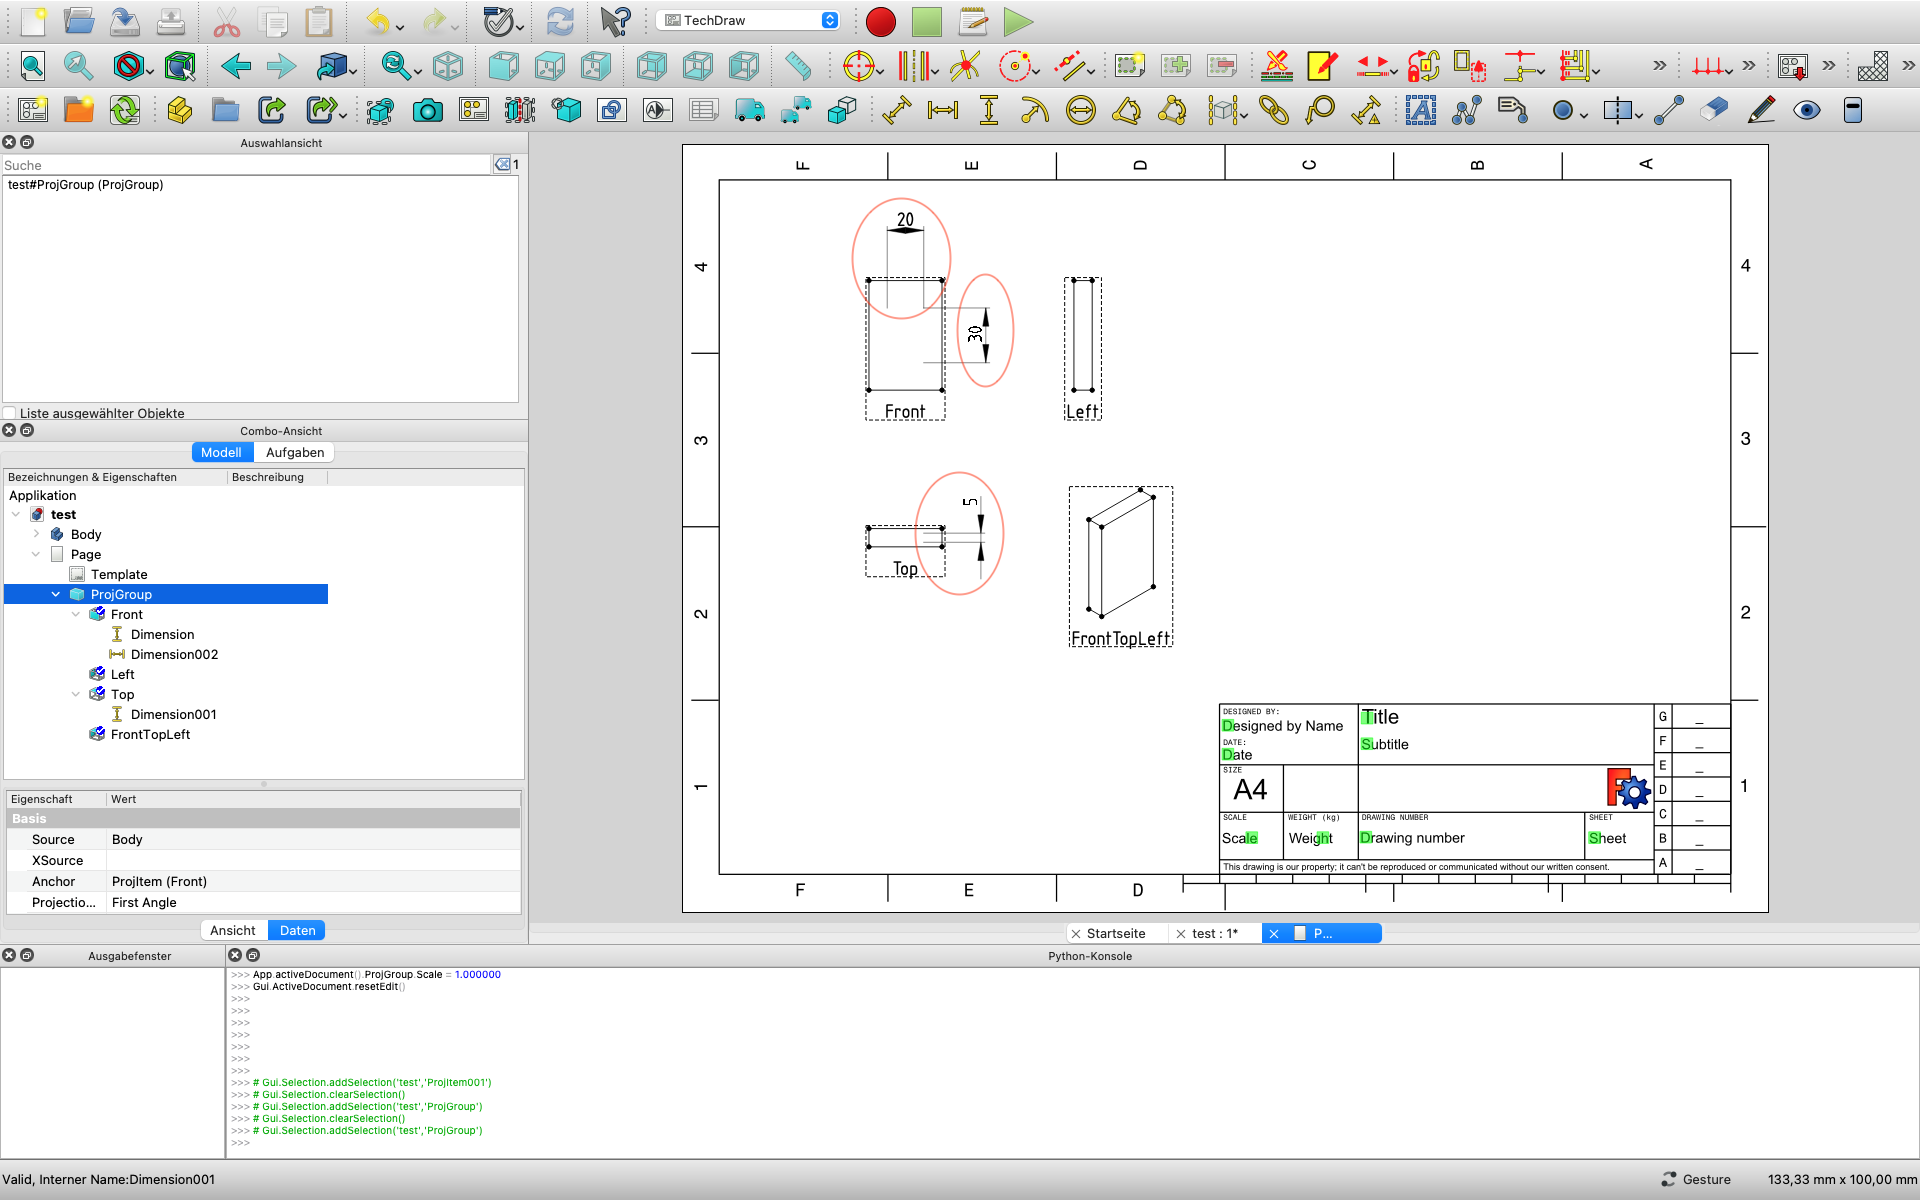 TechDraw
Auswahlansicht
Suche
1
test#ProjGroup (ProjGroup)
Liste ausgewählter Objekte
Combo-Ansicht
Modell
Aufgaben
Bezeichnungen & Eigenschaften
Beschreibung
Applikation
test
Body
Page
Template
ProjGroup
Front
Dimension
Dimension002
Left
Top
Dimension001
FrontTopLeft
Eigenschaft Wert
Basis
Source Body
XSource
Anchor ProjItem (Front)
Projectio... First Angle
Ansicht
Daten
F E D C B A
4 4
3 3
2 2
1 1
20
30
Front
Left
5
Top
FrontTopLeft
DESIGNED BY:
Designed by Name
DATE:
Date
Title
Subtitle
SIZE
A4
SCALE
Scale
WEIGHT (kg)
Weight
DRAWING NUMBER
Drawing number
SHEET
Sheet
This drawing is our property; it can't be reproduced or communicated without our written consent.
G _
F _
E _
D _
C _
B _
A _
F E D
Startseite
test : 1*
P...
Ausgabefenster
Python-Konsole
>>> App.activeDocument().ProjGroup.Scale = 1.000000
>>> Gui.ActiveDocument.resetEdit()
>>>
>>>
>>>
>>>
>>>
>>>
>>>
>>> # Gui.Selection.addSelection('test','ProjItem001')
>>> # Gui.Selection.clearSelection()
>>> # Gui.Selection.addSelection('test','ProjGroup')
>>> # Gui.Selection.clearSelection()
>>> # Gui.Selection.addSelection('test','ProjGroup')
>>>
Valid, Interner Name:Dimension001
Gesture
133,33 mm x 100,00 mm